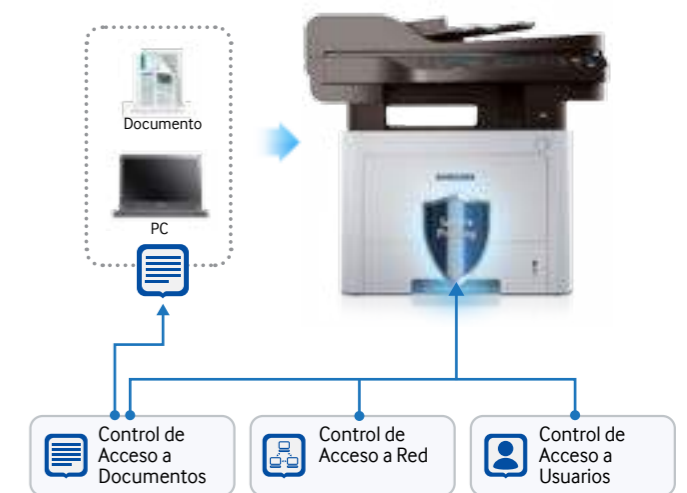 Documento
PC
SAMSUNG
Control de
Acceso a
Documentos
Control de
Acceso a Red
Control de
Acceso a
Usuarios